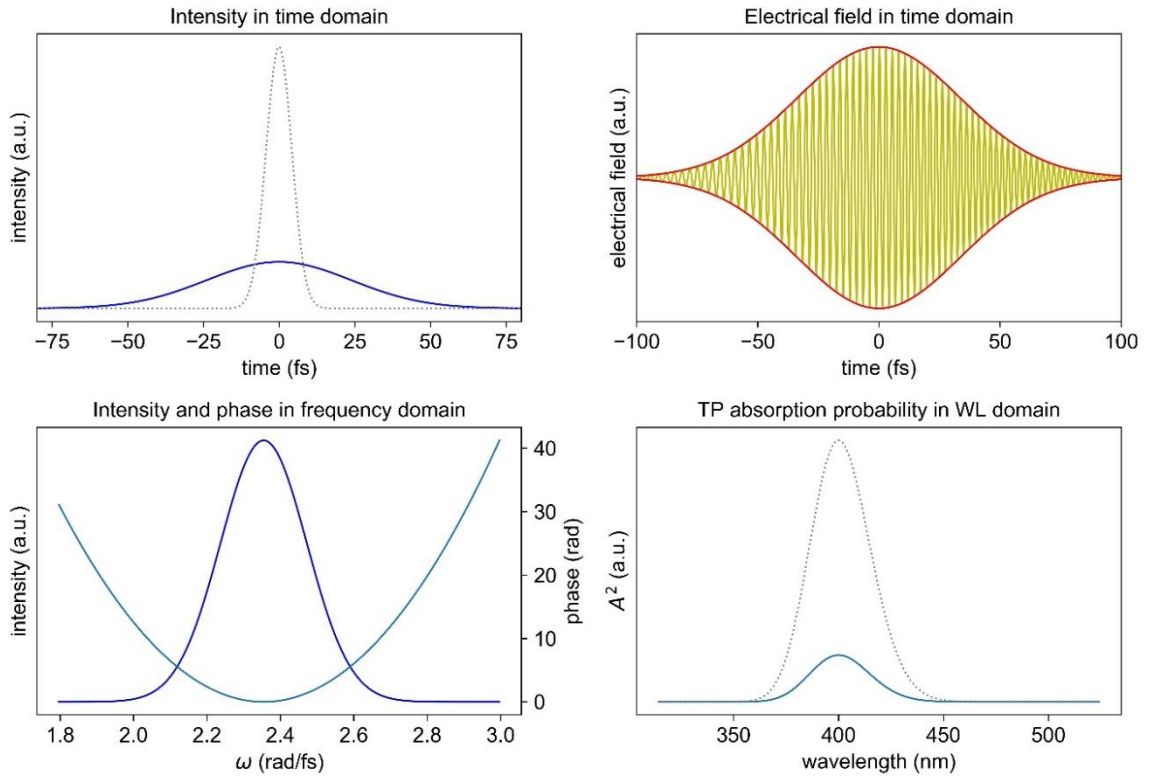 Intensity in time domain
intensity (a.u.)
−75 −50 −25 0 25 50 75
time (fs)
Electrical field in time domain
electrical field (a.u.)
−100 −50 0 50 100
time (fs)
Intensity and phase in frequency domain
intensity (a.u.)
40
30
20
10
0
phase (rad)
1.8 2.0 2.2 2.4 2.6 2.8 3.0
ω (rad/fs)
TP absorption probability in WL domain
A² (a.u.)
350 400 450 500
wavelength (nm)